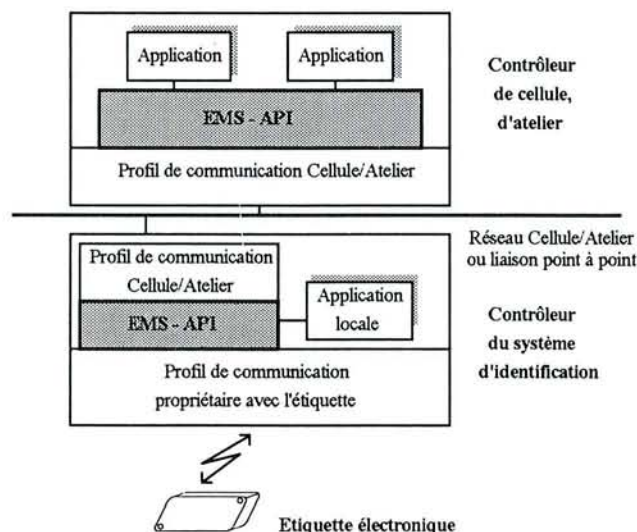 Application
Application
EMS - API
Profil de communication Cellule/Atelier
Contrôleur
de cellule,
d'atelier
Réseau Cellule/Atelier
ou liaison point à point
Profil de communication
Cellule/Atelier
EMS - API
Application
locale
Profil de communication
propriétaire avec l'étiquette
Contrôleur
du système
d'identification
Etiquette électronique